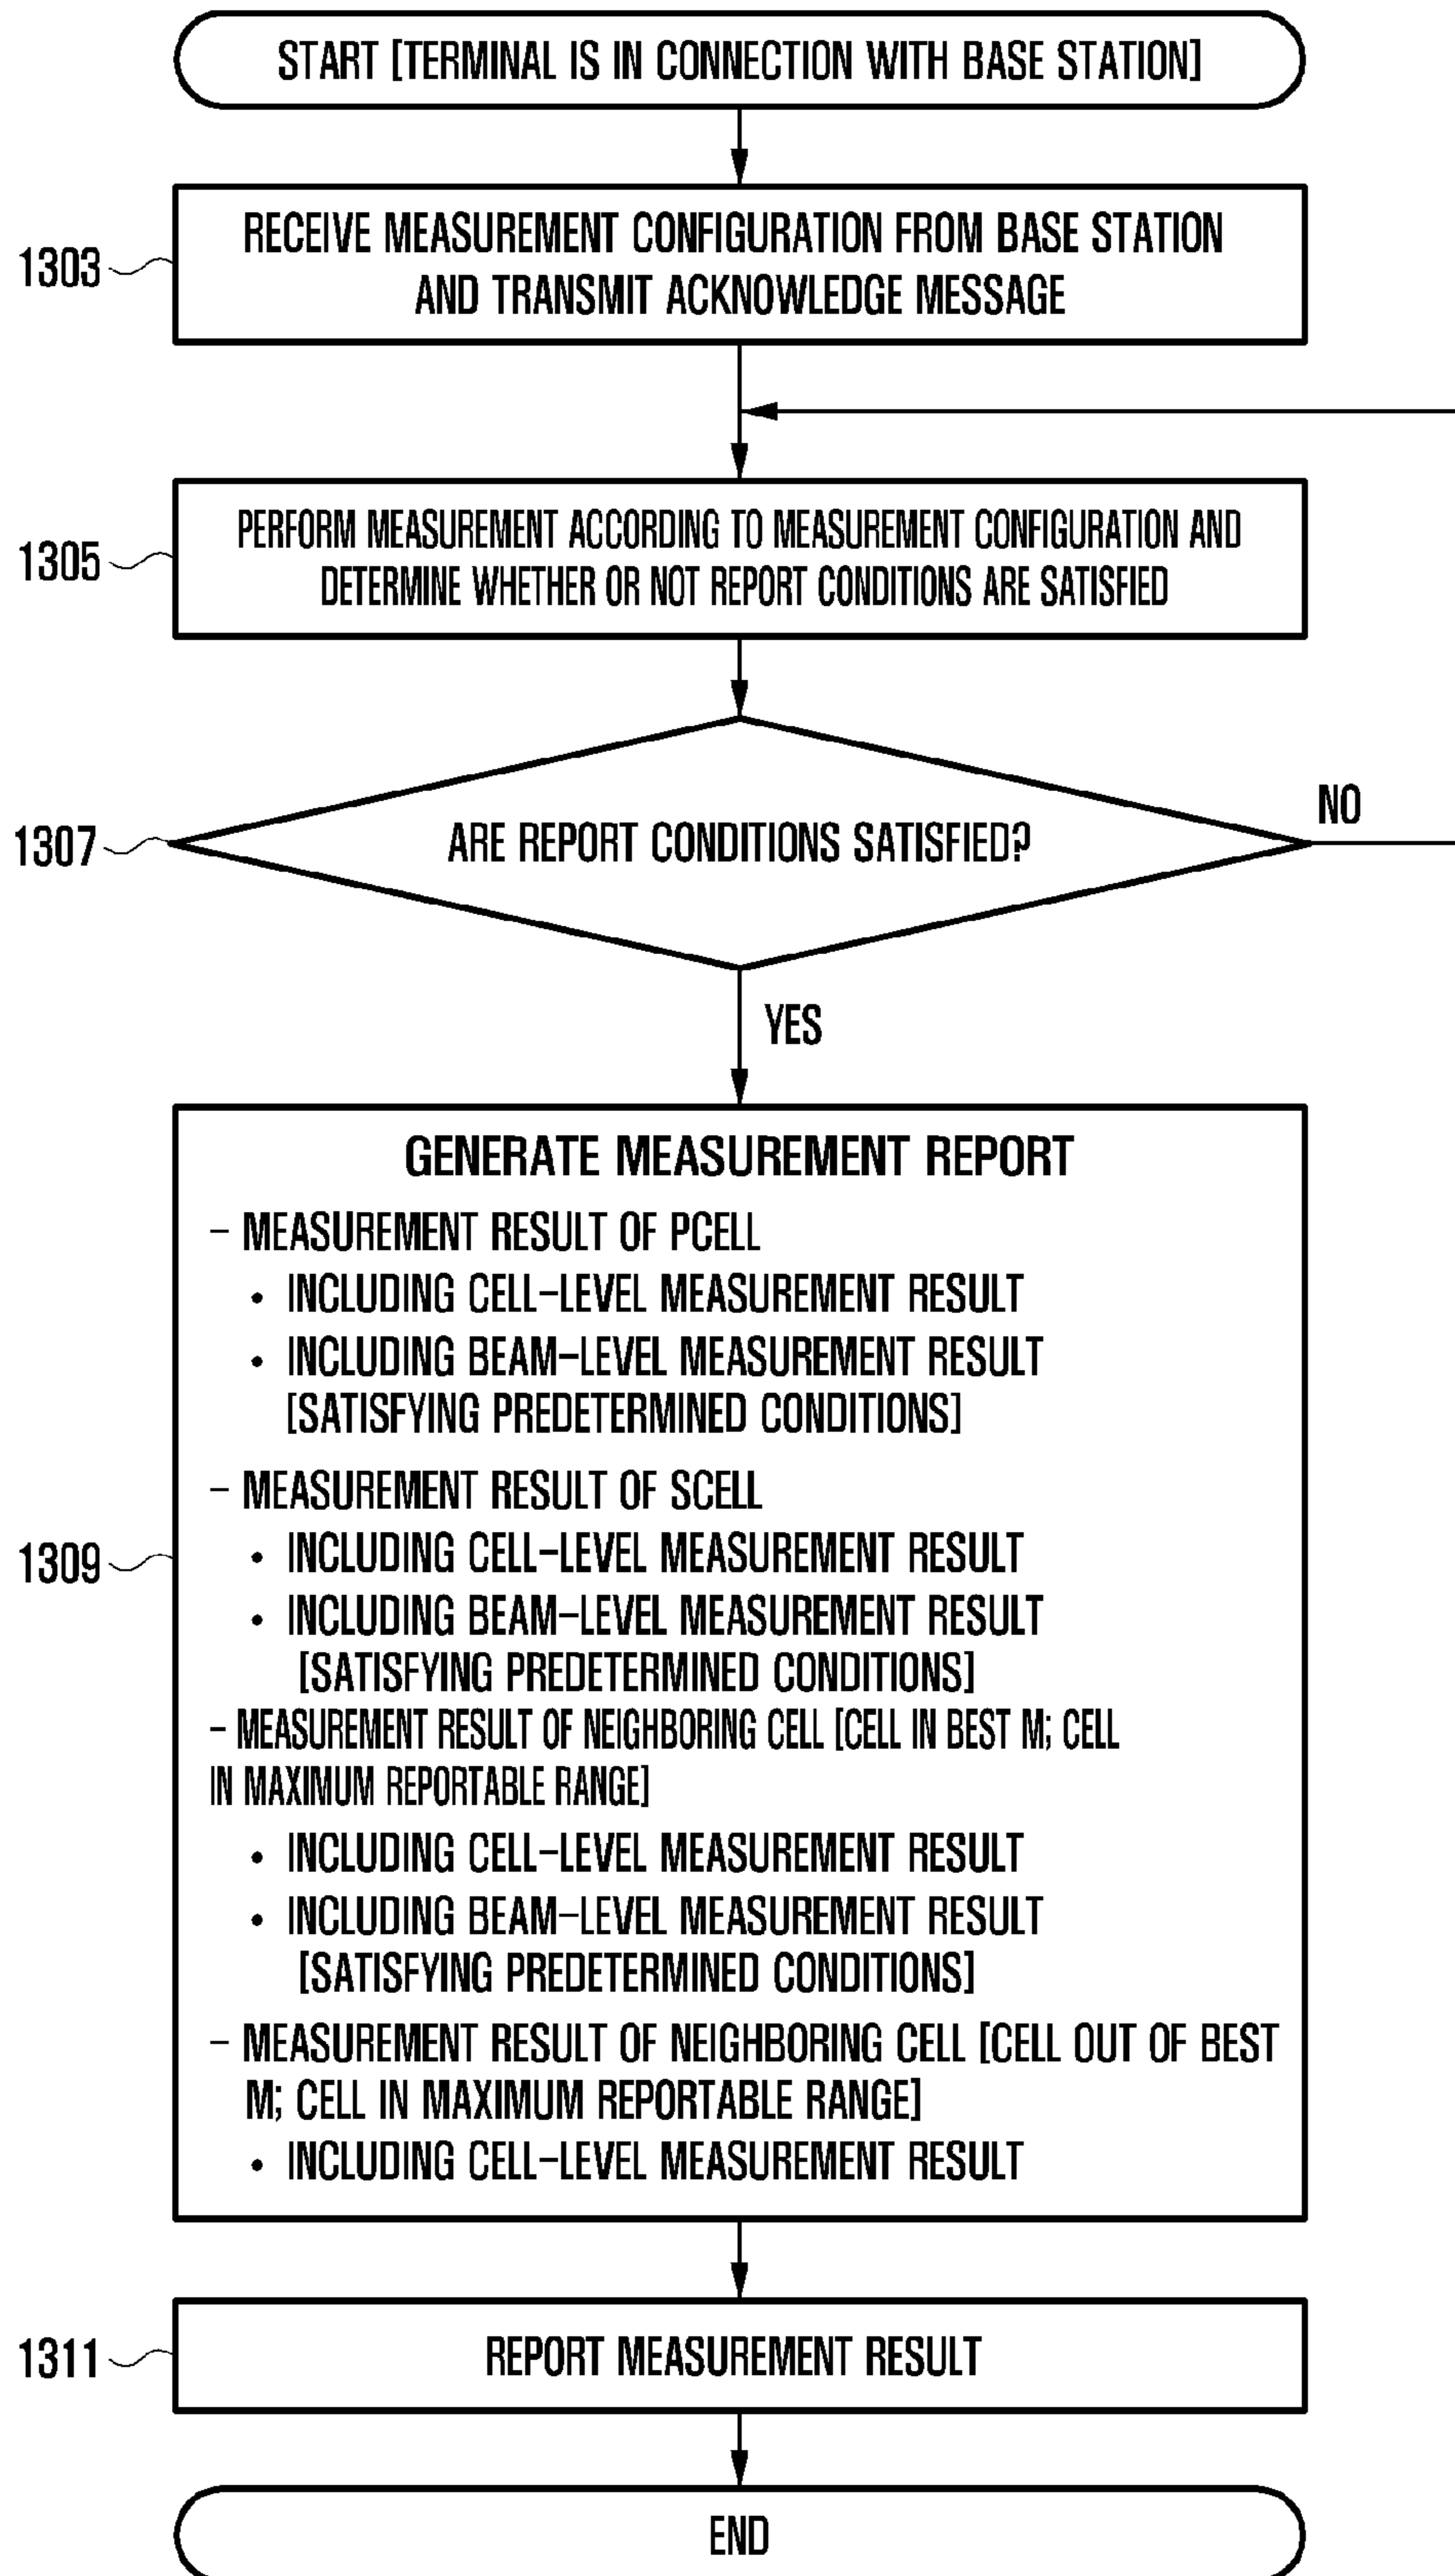 START [TERMINAL IS IN CONNECTION WITH BASE STATION]
1303
RECEIVE MEASUREMENT CONFIGURATION FROM BASE STATION
AND TRANSMIT ACKNOWLEDGE MESSAGE
1305
PERFORM MEASUREMENT ACCORDING TO MEASUREMENT CONFIGURATION AND
DETERMINE WHETHER OR NOT REPORT CONDITIONS ARE SATISFIED
1307
ARE REPORT CONDITIONS SATISFIED?
NO
YES
1309
GENERATE MEASUREMENT REPORT
– MEASUREMENT RESULT OF PCELL
• INCLUDING CELL–LEVEL MEASUREMENT RESULT
• INCLUDING BEAM–LEVEL MEASUREMENT RESULT
[SATISFYING PREDETERMINED CONDITIONS]
– MEASUREMENT RESULT OF SCELL
• INCLUDING CELL–LEVEL MEASUREMENT RESULT
• INCLUDING BEAM–LEVEL MEASUREMENT RESULT
[SATISFYING PREDETERMINED CONDITIONS]
– MEASUREMENT RESULT OF NEIGHBORING CELL [CELL IN BEST M; CELL
IN MAXIMUM REPORTABLE RANGE]
• INCLUDING CELL–LEVEL MEASUREMENT RESULT
• INCLUDING BEAM–LEVEL MEASUREMENT RESULT
[SATISFYING PREDETERMINED CONDITIONS]
– MEASUREMENT RESULT OF NEIGHBORING CELL [CELL OUT OF BEST
M; CELL IN MAXIMUM REPORTABLE RANGE]
• INCLUDING CELL–LEVEL MEASUREMENT RESULT
1311
REPORT MEASUREMENT RESULT
END